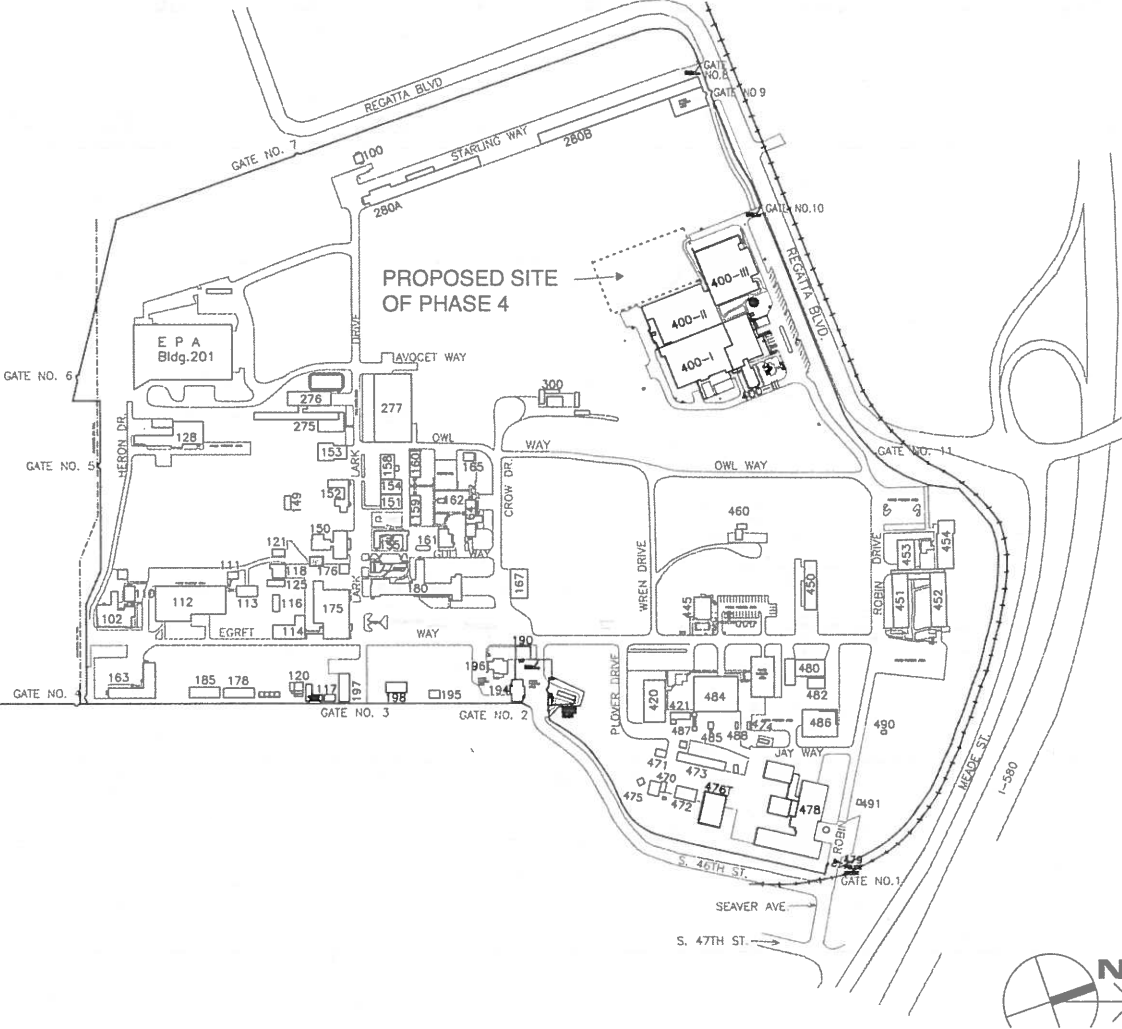 GATE
NO.8
GATE NO 9
REGATTA BLVD
GATE NO. 7
STARLING WAY
280B
100
280A
GATE NO.10
REGATTA BLVD.
PROPOSED SITE
OF PHASE 4
400-III
400-II
400-I
400
E P A
Bldg.201
DRIVE
AVOCET WAY
GATE NO. 6
276
277
300
275
HERON DR.
128
153
OWL
WAY
OWL WAY
GATE NO. 11
GATE NO. 5
LARK
158
160
165
154
151
159
162
164
CROW DR.
152
149
150
155
161
WAY
460
454
453
DRIVE
ROBIN
WREN DRIVE
121
111
118
176
125
110
112
113
116
175
LARK
180
167
445
450
451
452
102
114
EGRET
WAY
190
196
163
185
178
120
117
197
198
195
194
GATE NO. 4
GATE NO. 3
GATE NO. 2
PLOVER DRIVE
420
421
484
480
482
486
490
487
485
488
474
JAY WAY
471
473
470
475
472
476T
478
491
MEADE ST.
I-580
ROBIN
479
S. 46TH ST.
GATE NO.1
SEAVER AVE.
S. 47TH ST.
N